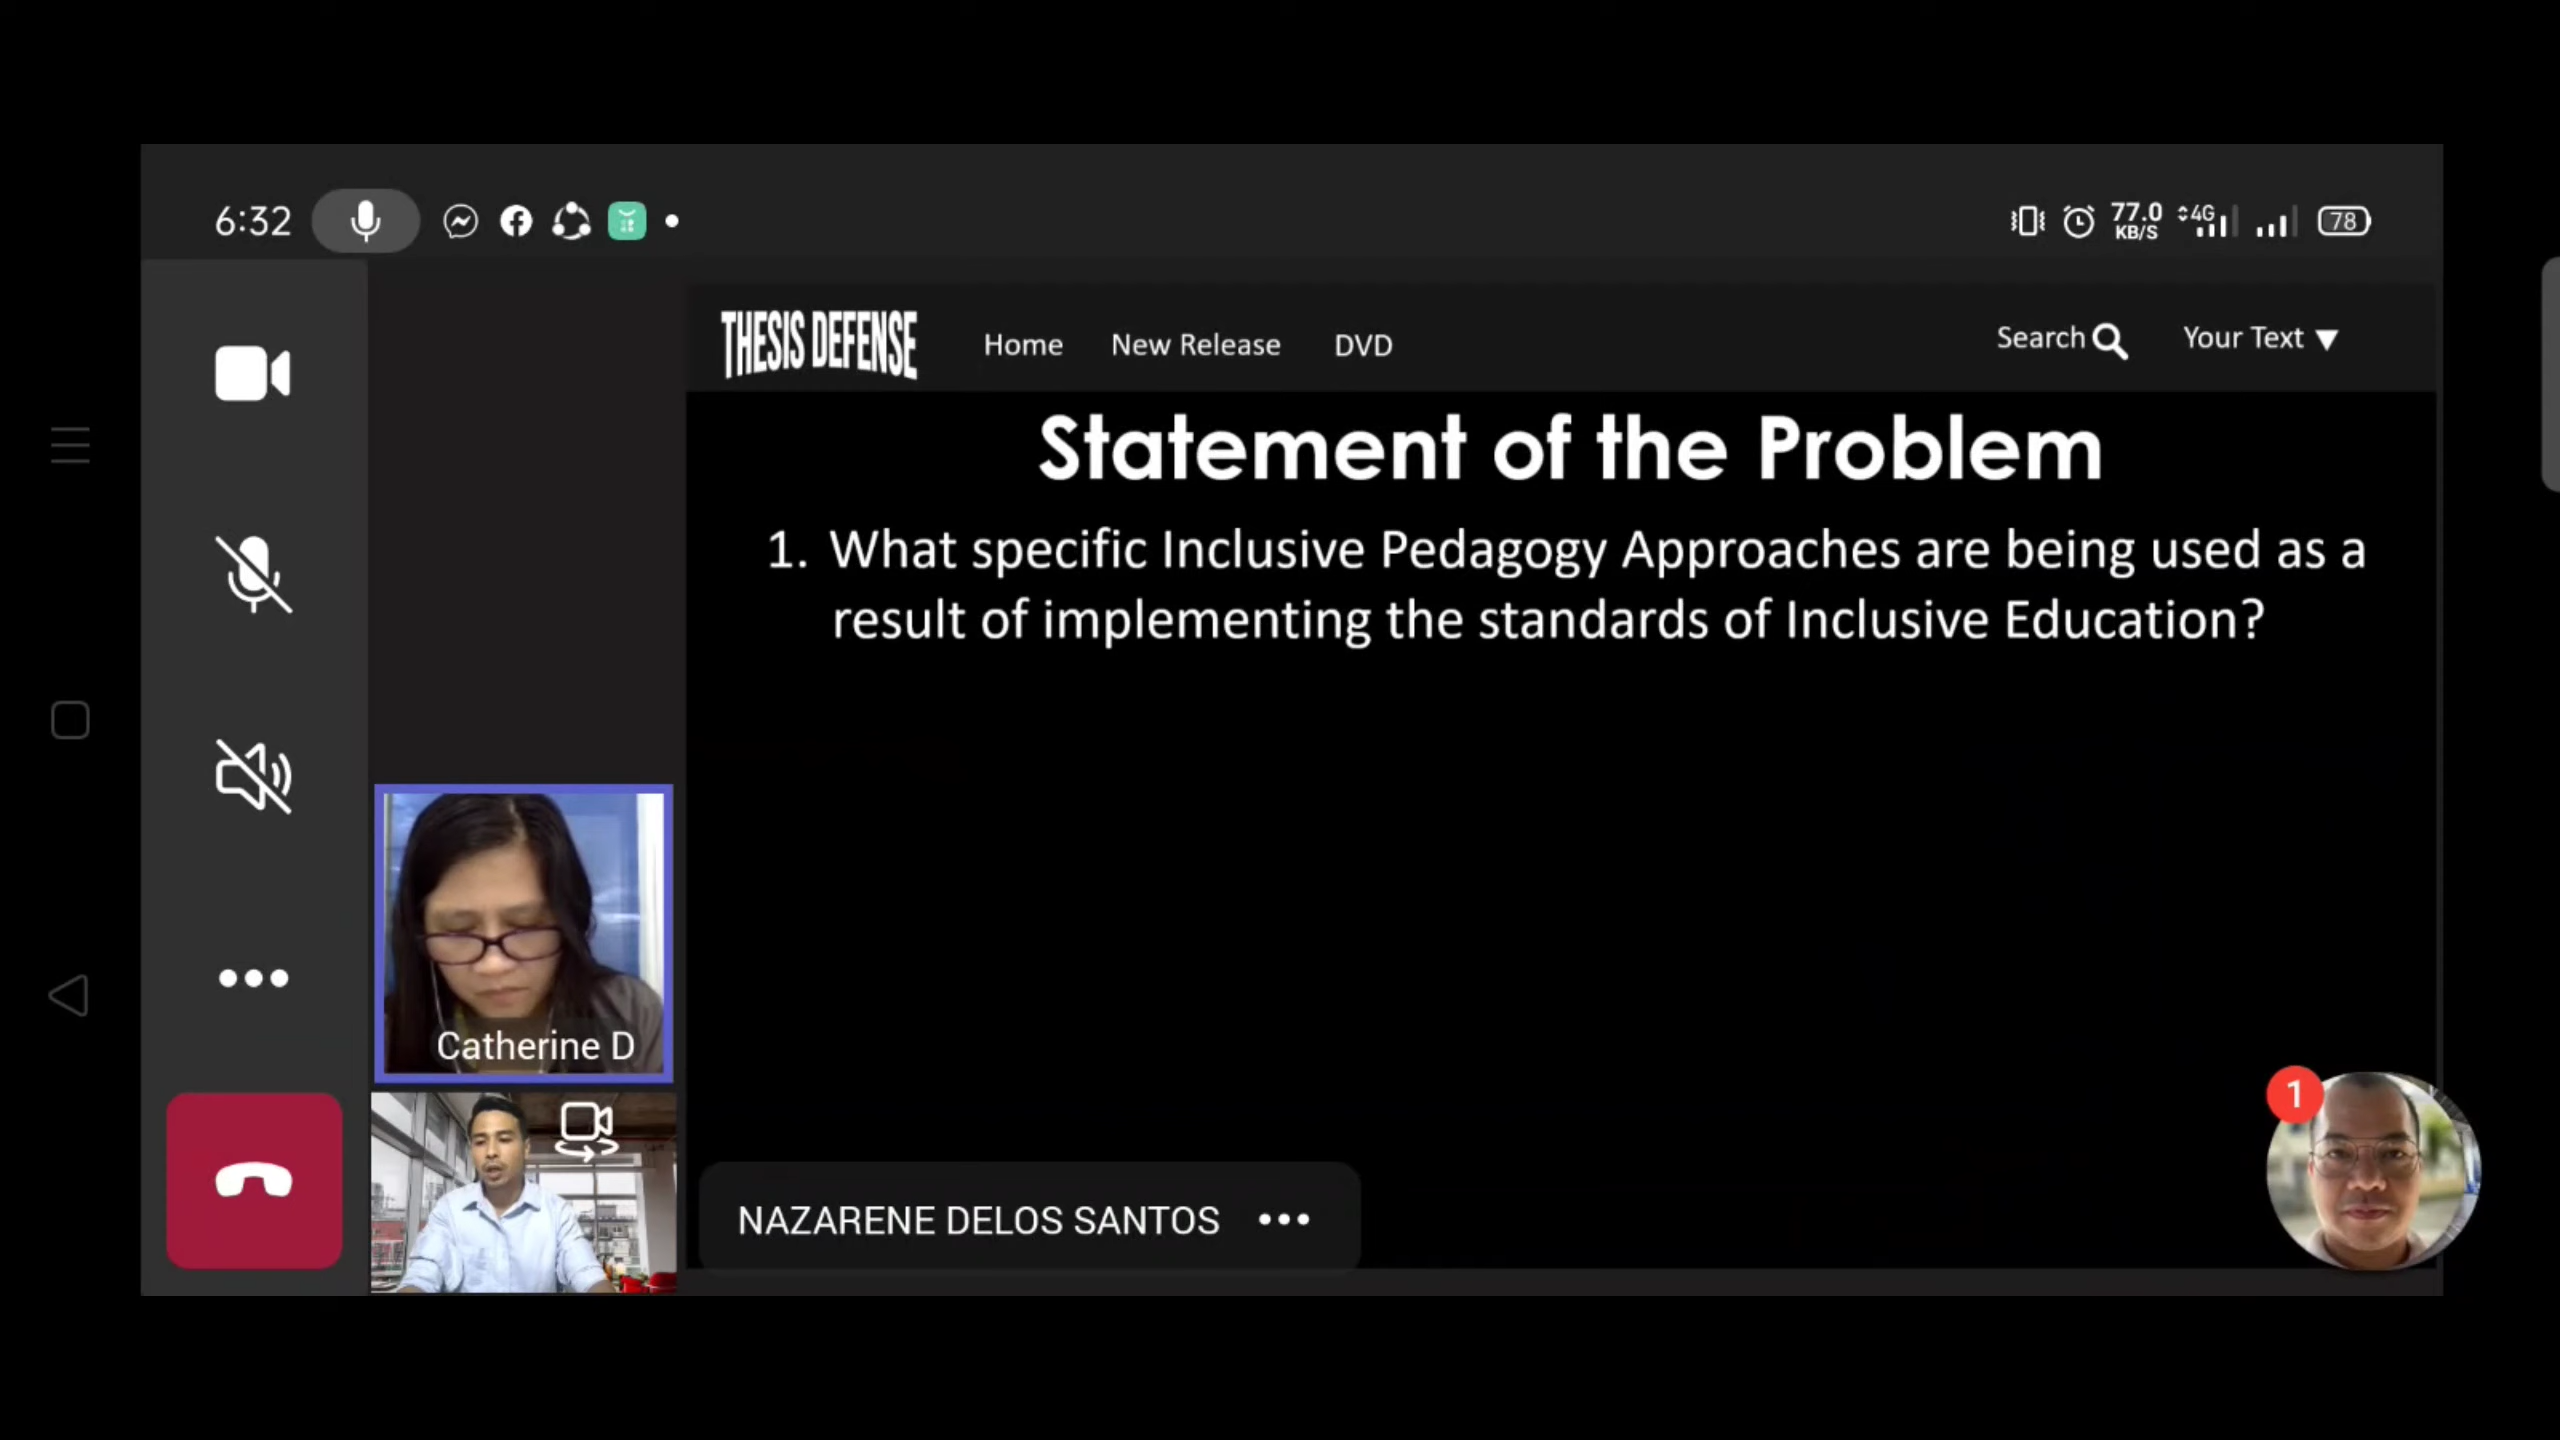 6:32
77.0
KB/S
4G
78
THESIS DEFENSE
Home New Release DVD
Search
Your Text ▼
Statement of the Problem
1. What specific Inclusive Pedagogy Approaches are being used as a
result of implementing the standards of Inclusive Education?
Catherine D
1
NAZARENE DELOS SANTOS